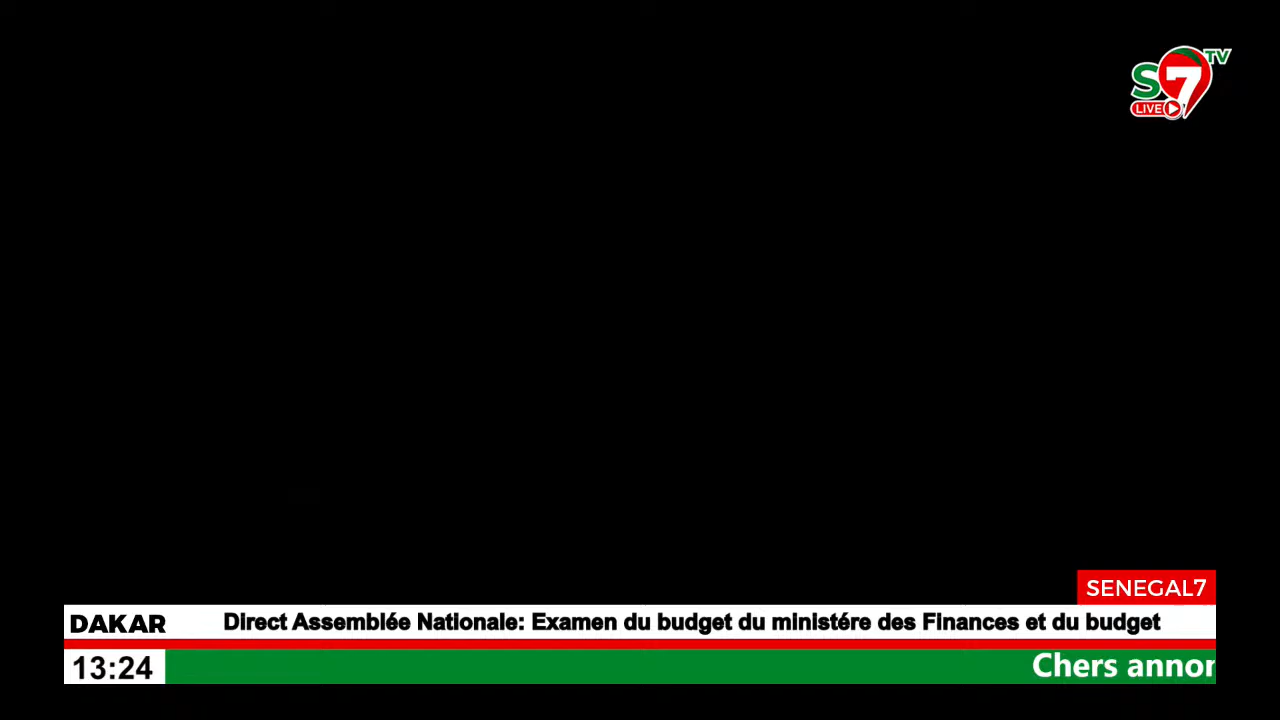 S7 TV
LIVE
SENEGAL7
DAKAR
Direct Assemblée Nationale: Examen du budget du ministére des Finances et du budget
13:24
Chers